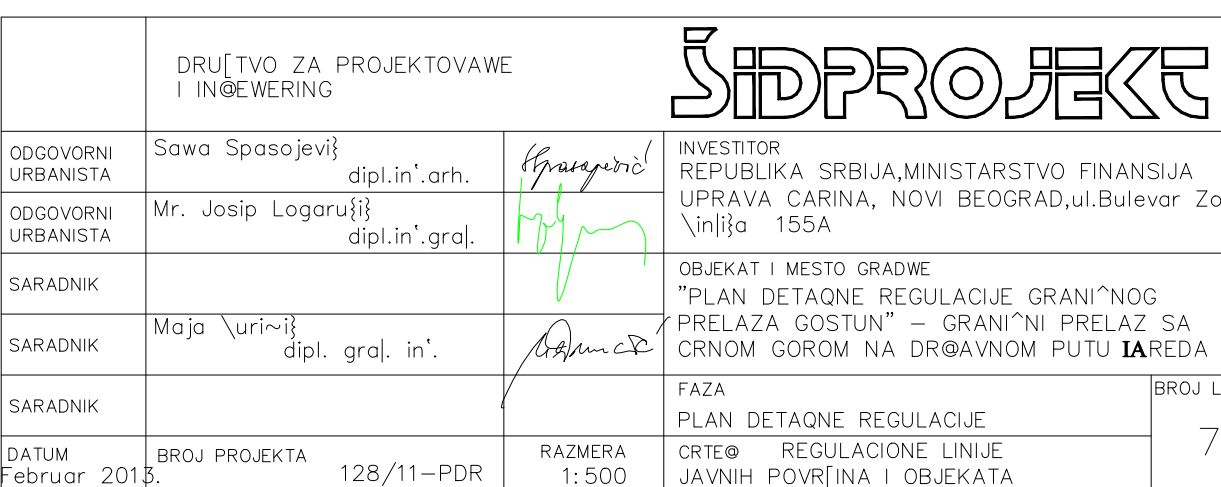 DRU[TVO ZA PROJEKTOVAWE
I IN@EWERING
ŠIDPROJEKT
ODGOVORNI
URBANISTA
Sawa Spasojevi}
dipl.in`.arh.
INVESTITOR
REPUBLIKA SRBIJA,MINISTARSTVO FINANSIJA
UPRAVA CARINA, NOVI BEOGRAD,ul.Bulevar Zo
\in|i}a 155A
ODGOVORNI
URBANISTA
Mr. Josip Logaru{i}
dipl.in`.gra|.
SARADNIK
OBJEKAT I MESTO GRADWE
"PLAN DETAQNE REGULACIJE GRANI^NOG
PRELAZA GOSTUN" – GRANI^NI PRELAZ SA
CRNOM GOROM NA DR@AVNOM PUTU IAREDA
SARADNIK
Maja \uri~i}
dipl. gra|. in`.
SARADNIK
FAZA
PLAN DETAQNE REGULACIJE
BROJ L
7
DATUM
Februar 2013.
BROJ PROJEKTA
128/11–PDR
RAZMERA
1:500
CRTE@ REGULACIONE LINIJE
JAVNIH POVR[INA I OBJEKATA